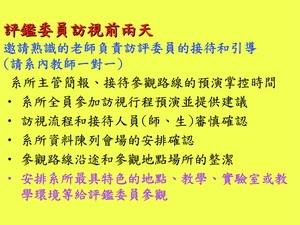 評鑑委員訪視前兩天
邀請熟識的老師負責訪評委員的接待和引導
(請系內教師一對一)
系所主管簡報、接待參觀路線的預演掌控時間
• 系所全員參加訪視行程預演並提供建議
• 訪視流程和接待人員(師、生)審慎確認
• 系所資料陳列會場的安排確認
• 參觀路線沿途和參觀地點場所的整潔
• 安排系所最具特色的地點、教學、實驗室或教
學環境等給評鑑委員參觀